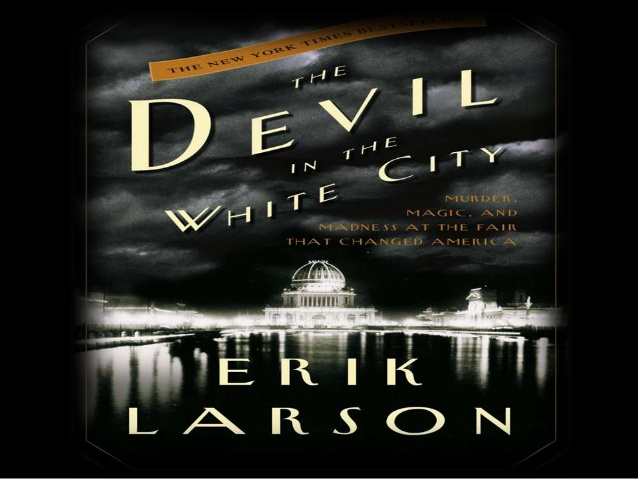 THE NEW YORK TIMES BESTSELLER
THE
DEVIL
IN THE
WHITE CITY
MURDER,
MAGIC, AND
MADNESS AT THE FAIR
THAT CHANGED AMERICA
ERIK
LARSON